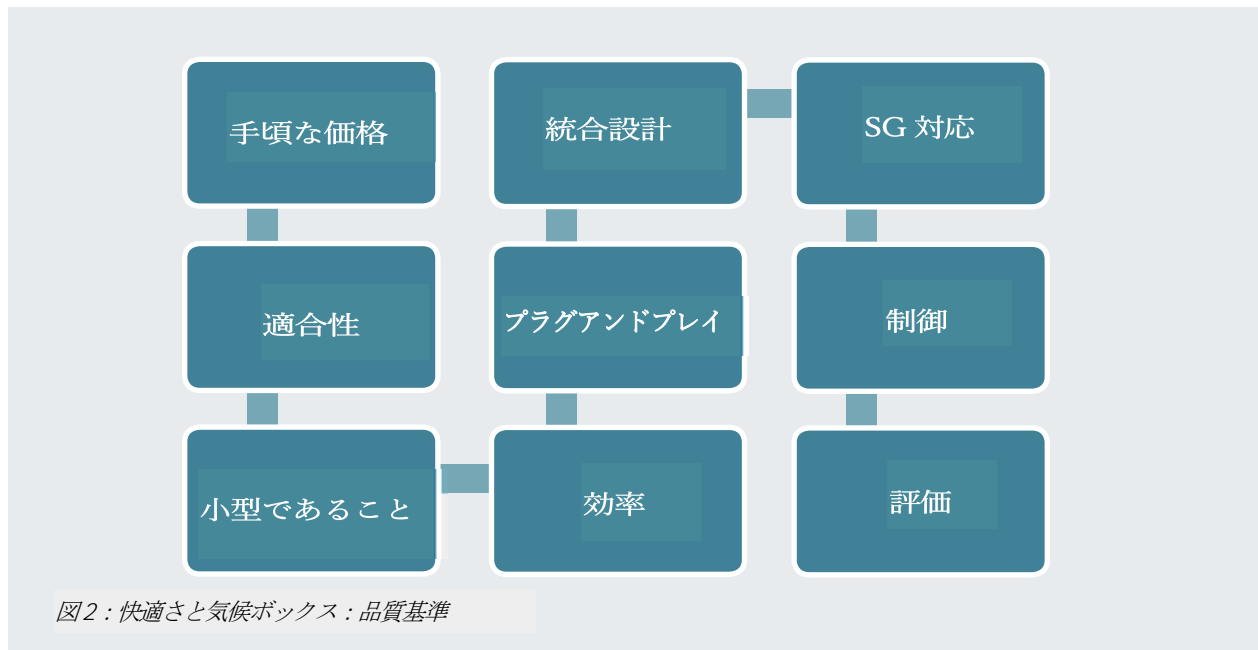 手頃な価格
適合性
小型であること
効率
プラグアンドプレイ
統合設計
SG 対応
制御
評価
図2：快適さと気候ボックス：品質基準